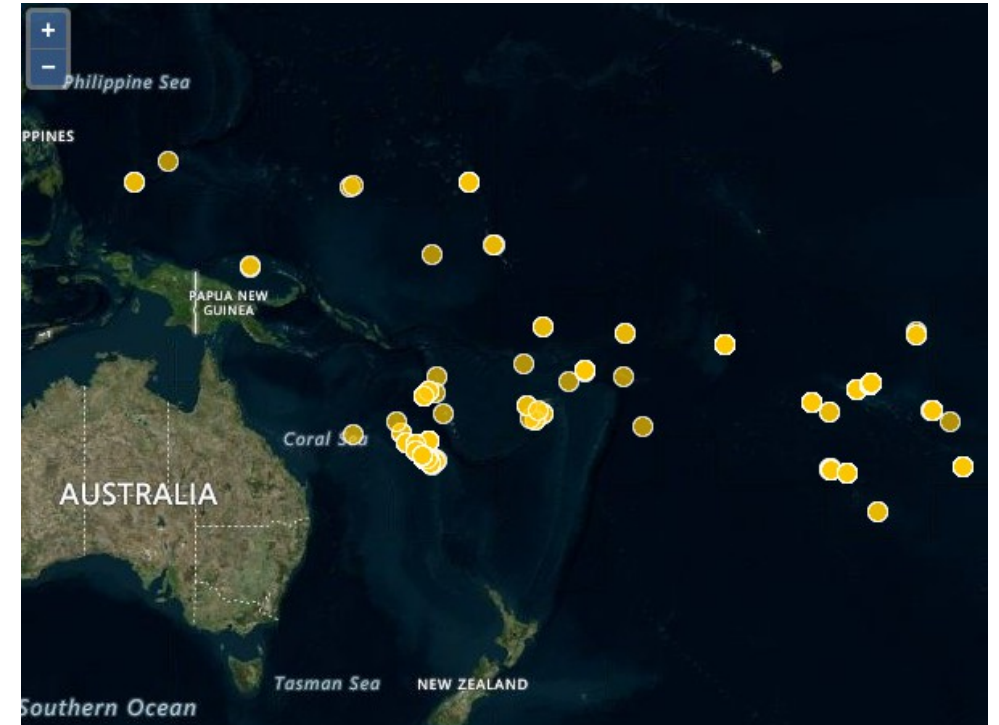 +
−
Philippine Sea
PPINES
PAPUA NEW
GUINEA
Coral Sea
AUSTRALIA
Tasman Sea
NEW ZEALAND
Southern Ocean